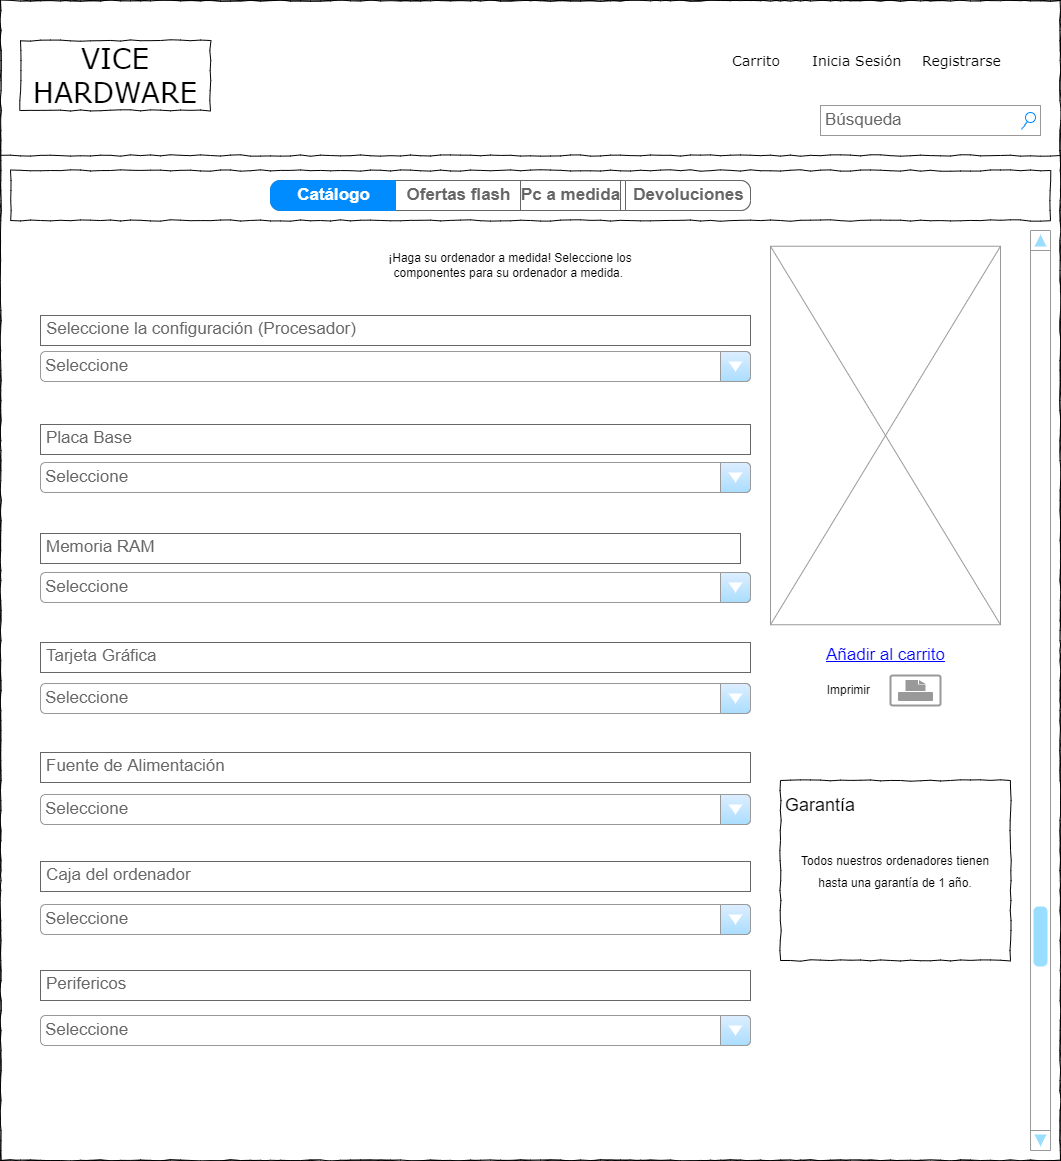 VICE
HARDWARE
Carrito
Inicia Sesión
Registrarse
Búsqueda
Catálogo
Ofertas flash
Pc a medida
Devoluciones
¡Haga su ordenador a medida! Seleccione los
componentes para su ordenador a medida.
Seleccione la configuración (Procesador)
Seleccione
Placa Base
Seleccione
Memoria RAM
Seleccione
Tarjeta Gráfica
Seleccione
Fuente de Alimentación
Seleccione
Caja del ordenador
Seleccione
Perifericos
Seleccione
Añadir al carrito
Imprimir
Garantía
Todos nuestros ordenadores tienen
hasta una garantía de 1 año.